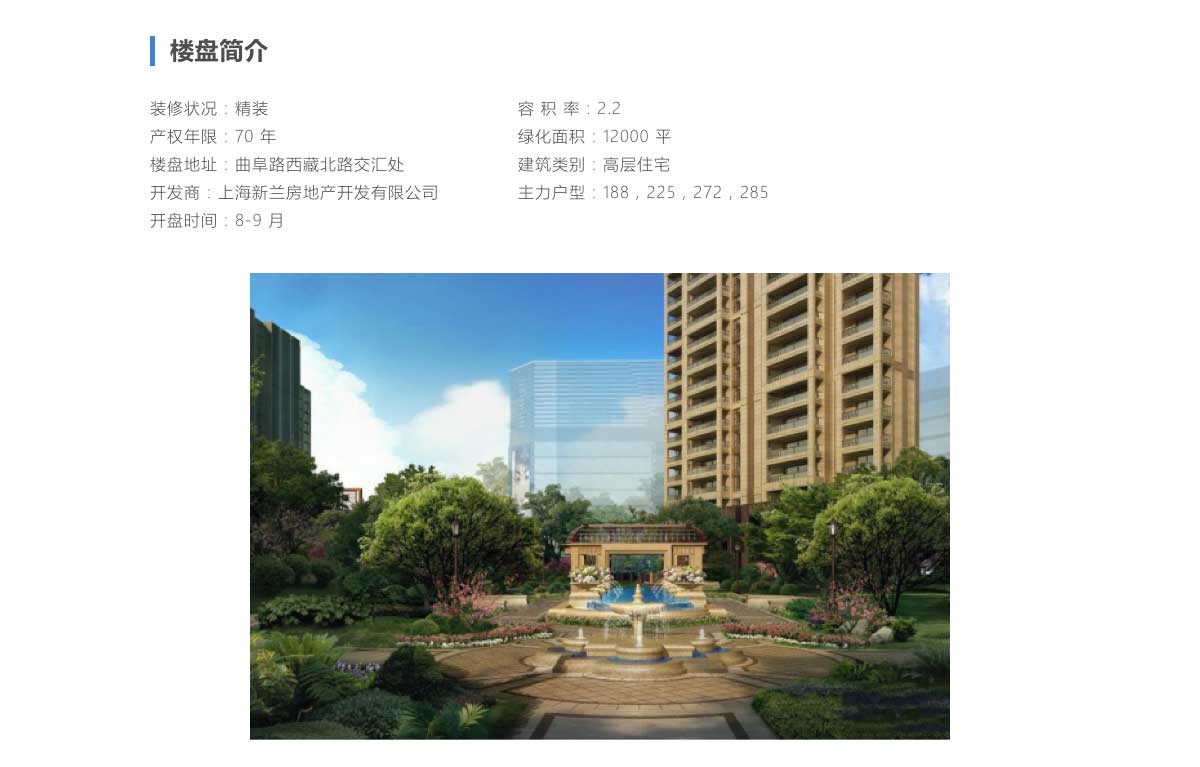 楼盘简介
装修状况：精装
产权年限：70 年
楼盘地址：曲阜路西藏北路交汇处
开发商：上海新兰房地产开发有限公司
开盘时间：8-9 月
容 积 率：2.2
绿化面积：12000 平
建筑类别：高层住宅
主力户型：188，225，272，285